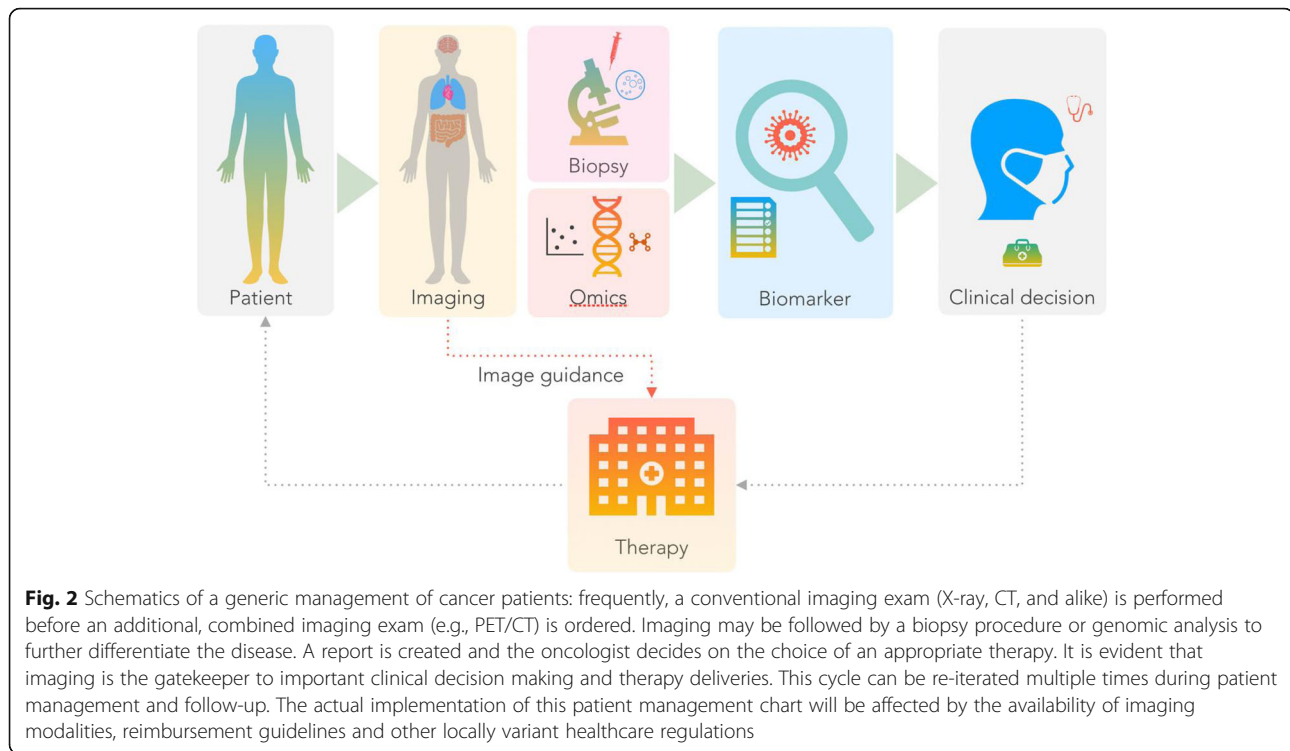 Patient
Imaging
Biopsy
Omics
Biomarker
Clinical decision
Image guidance
Therapy
Fig. 2 Schematics of a generic management of cancer patients: frequently, a conventional imaging exam (X-ray, CT, and alike) is performed
before an additional, combined imaging exam (e.g., PET/CT) is ordered. Imaging may be followed by a biopsy procedure or genomic analysis to
further differentiate the disease. A report is created and the oncologist decides on the choice of an appropriate therapy. It is evident that
imaging is the gatekeeper to important clinical decision making and therapy deliveries. This cycle can be re-iterated multiple times during patient
management and follow-up. The actual implementation of this patient management chart will be affected by the availability of imaging
modalities, reimbursement guidelines and other locally variant healthcare regulations